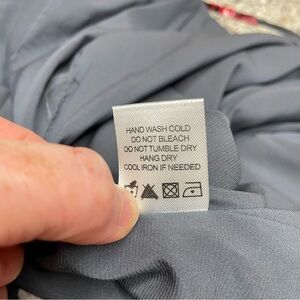 HAND WASH COLD
DO NOT BLEACH
DO NOT TUMBLE DRY
HANG DRY
COOL IRON IF NEEDED